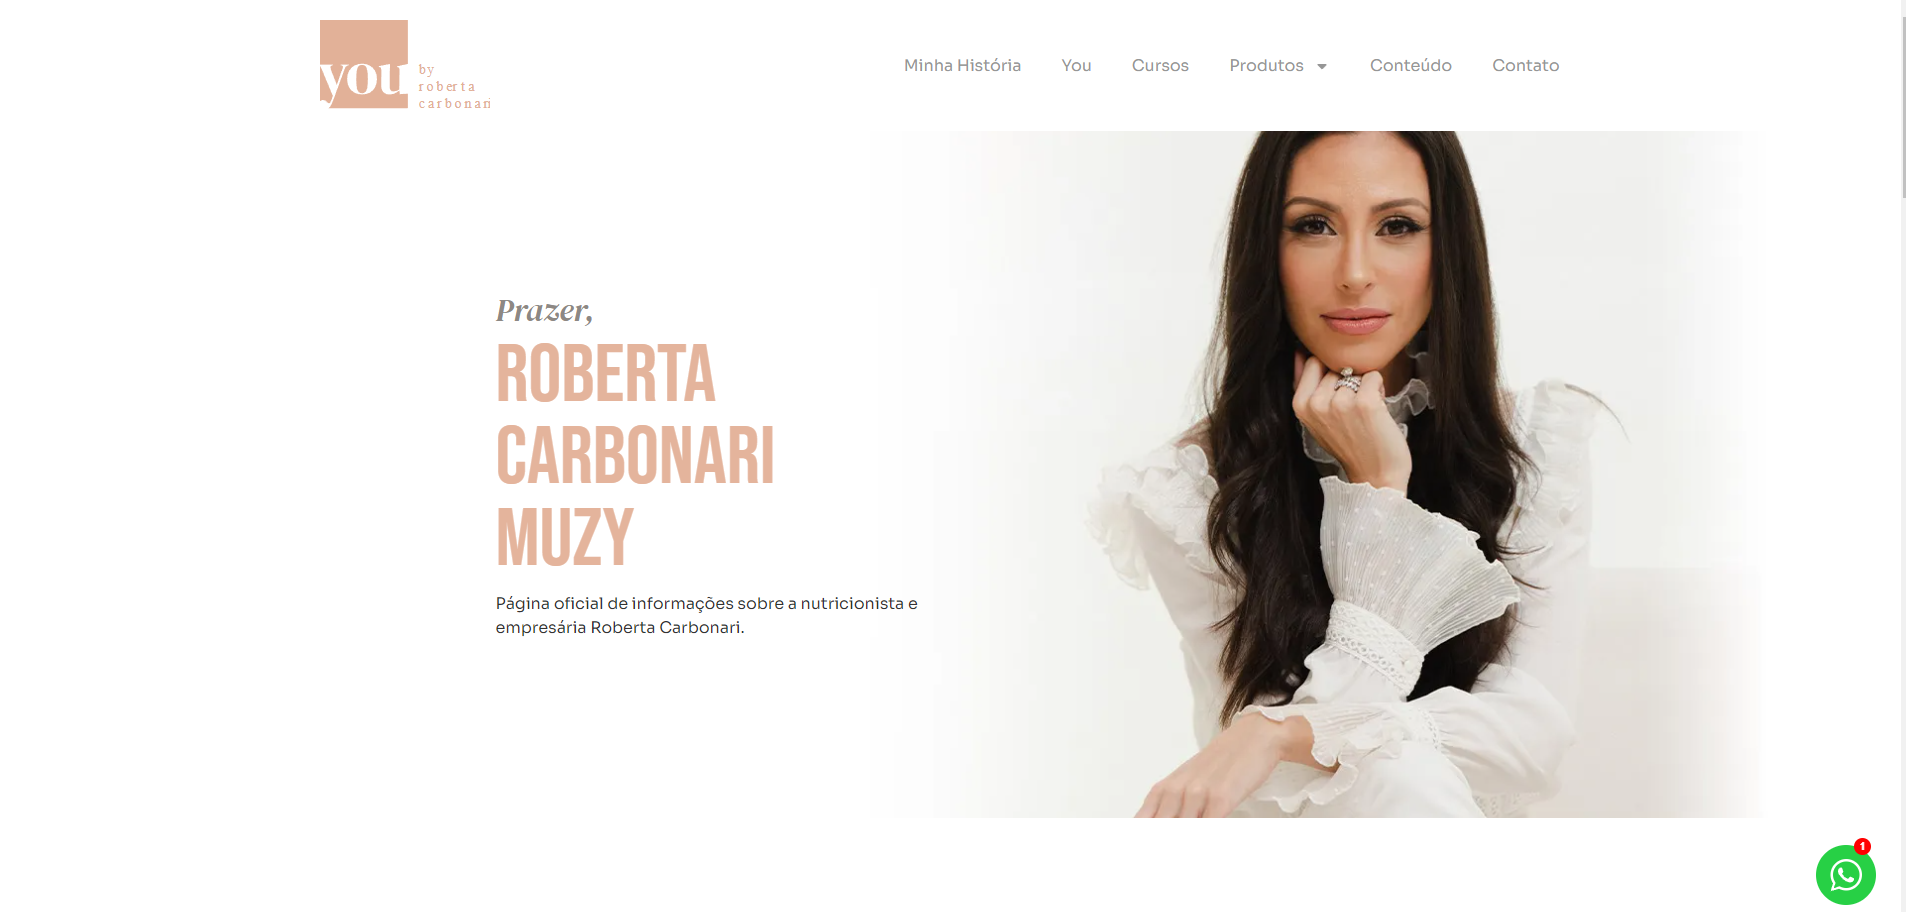 you
by
roberta
carbonari
Minha História
You
Cursos
Produtos
Conteúdo
Contato
Prazer,
ROBERTA
CARBONARI
MUZY
Página oficial de informações sobre a nutricionista e
empresária Roberta Carbonari.
1